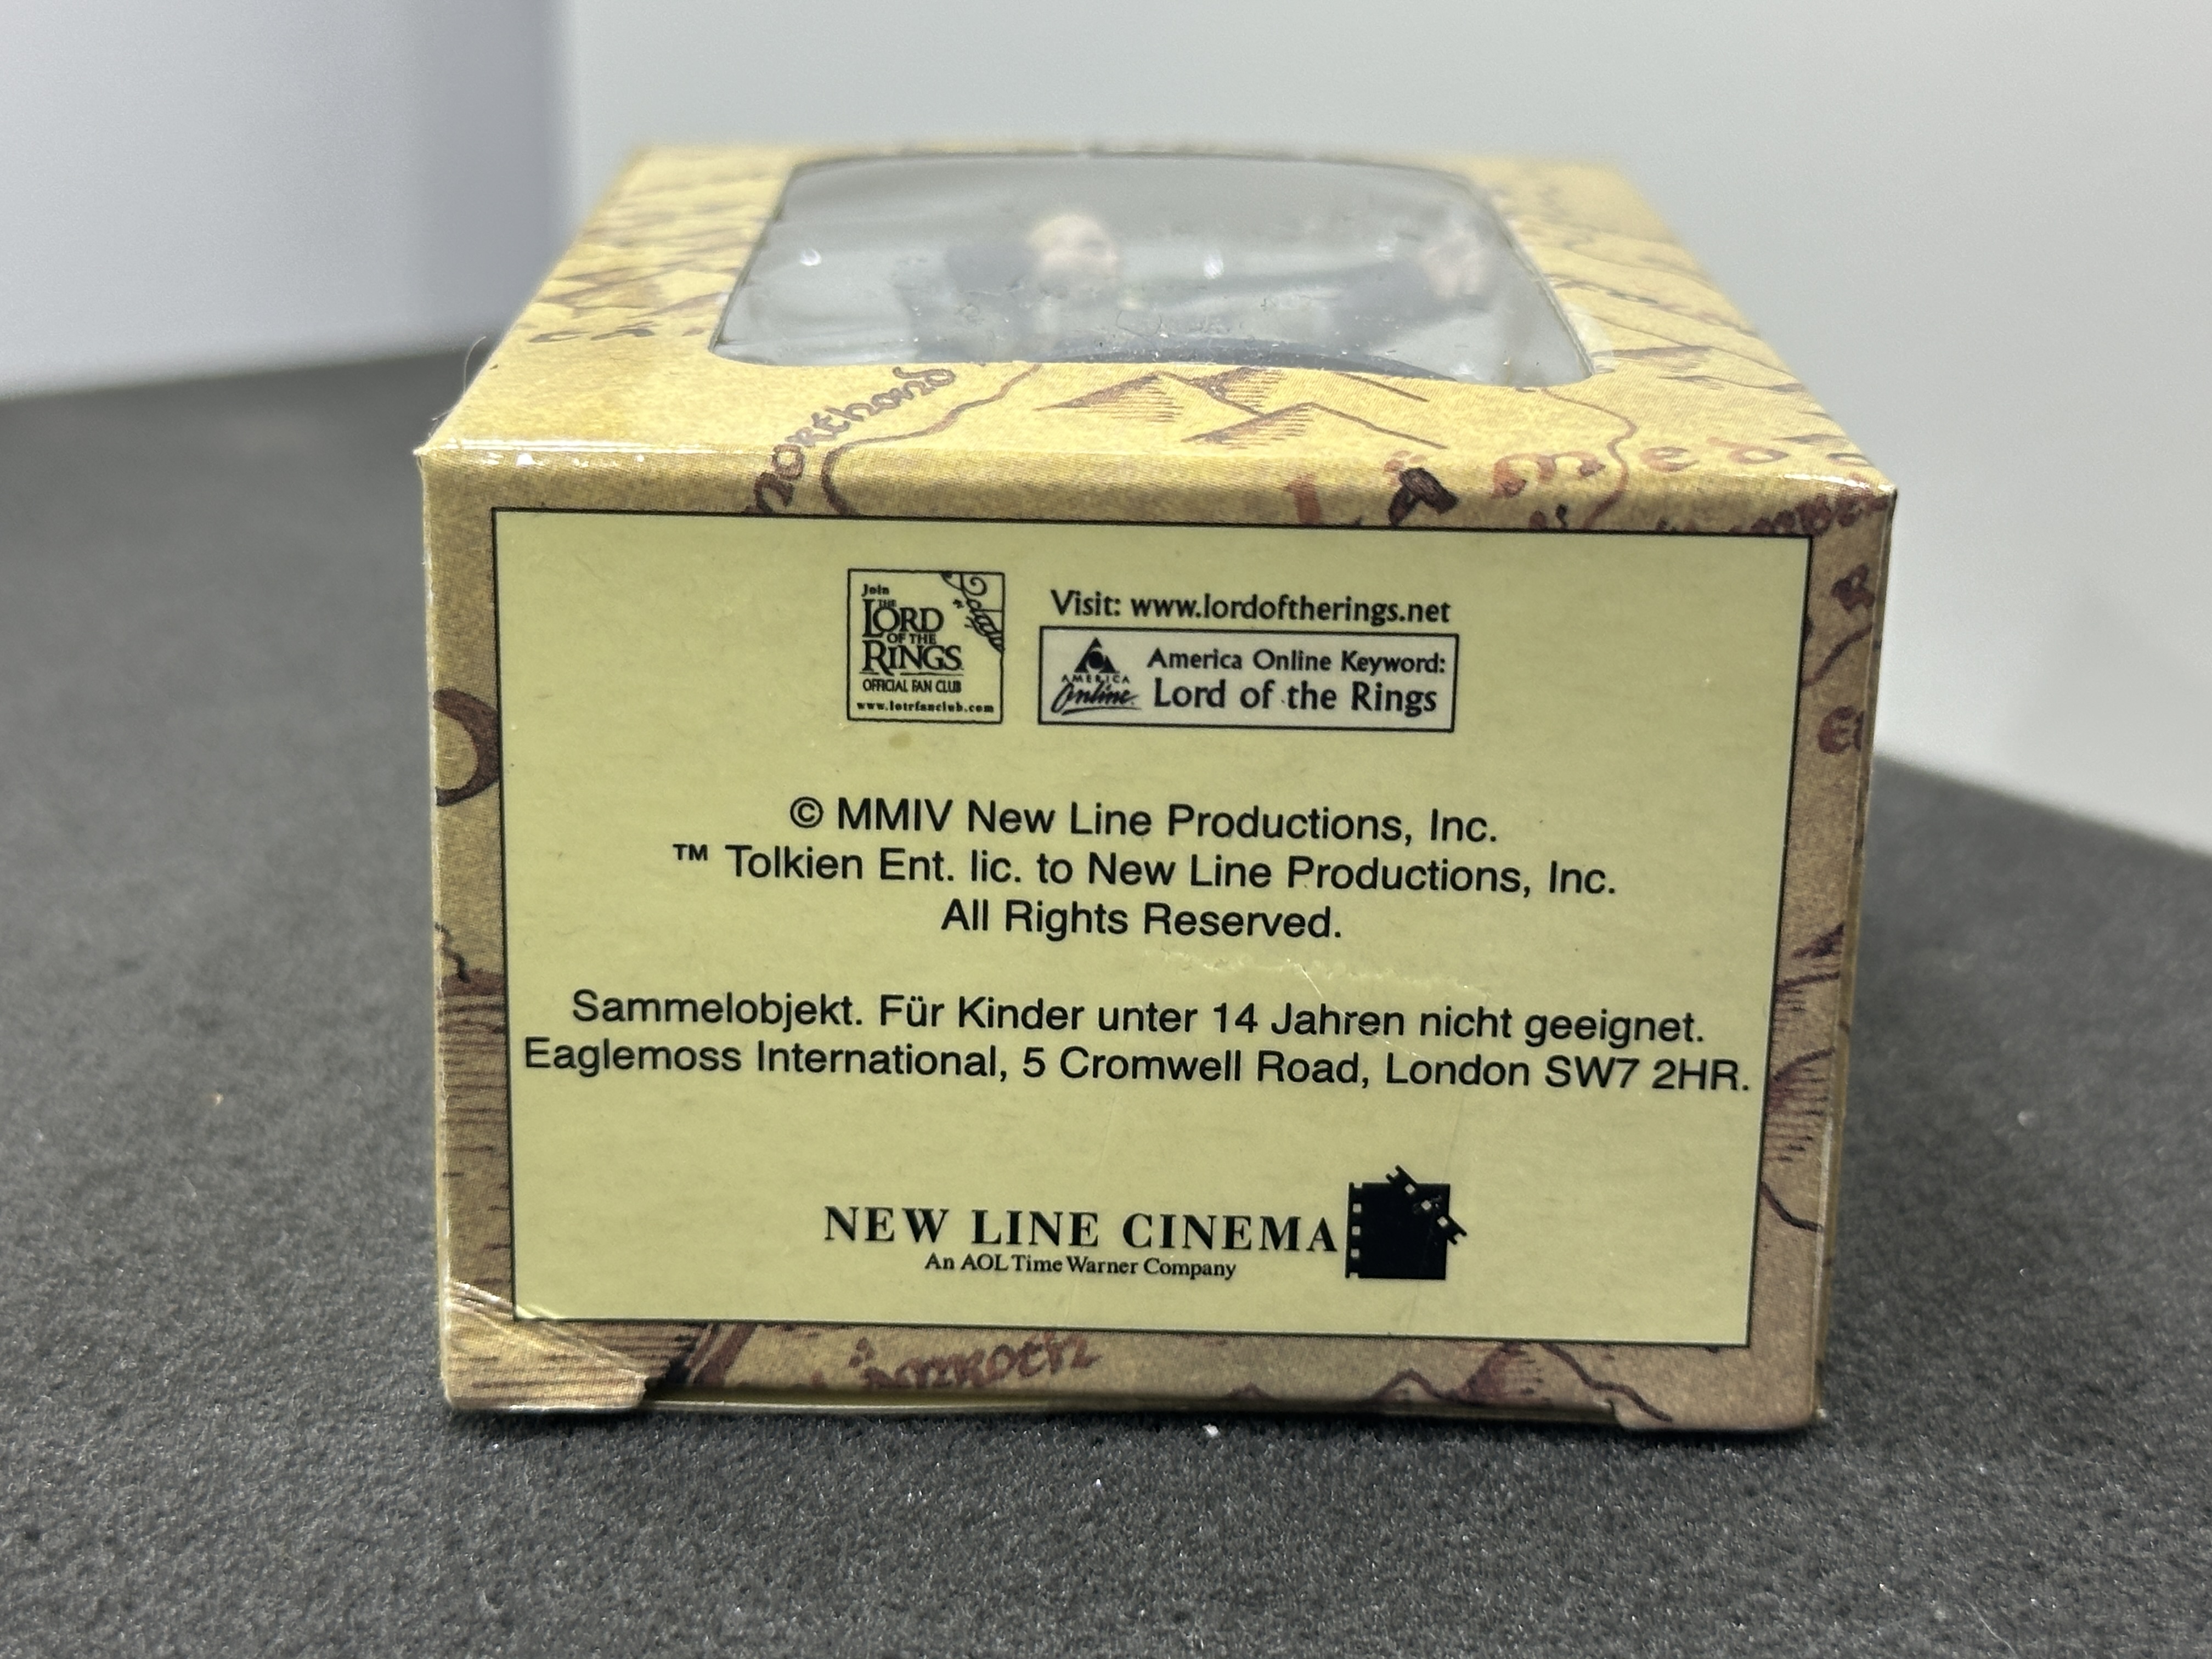 northand
Join
THE
LORD
OF THE
RINGS
OFFICIAL FAN CLUB
www.lotrfanclub.com
Visit: www.lordoftherings.net
AMERICA
Online
America Online Keyword:
Lord of the Rings
© MMIV New Line Productions, Inc.
™ Tolkien Ent. lic. to New Line Productions, Inc.
All Rights Reserved.
Sammelobjekt. Für Kinder unter 14 Jahren nicht geeignet.
Eaglemoss International, 5 Cromwell Road, London SW7 2HR.
NEW LINE CINEMA
An AOL Time Warner Company